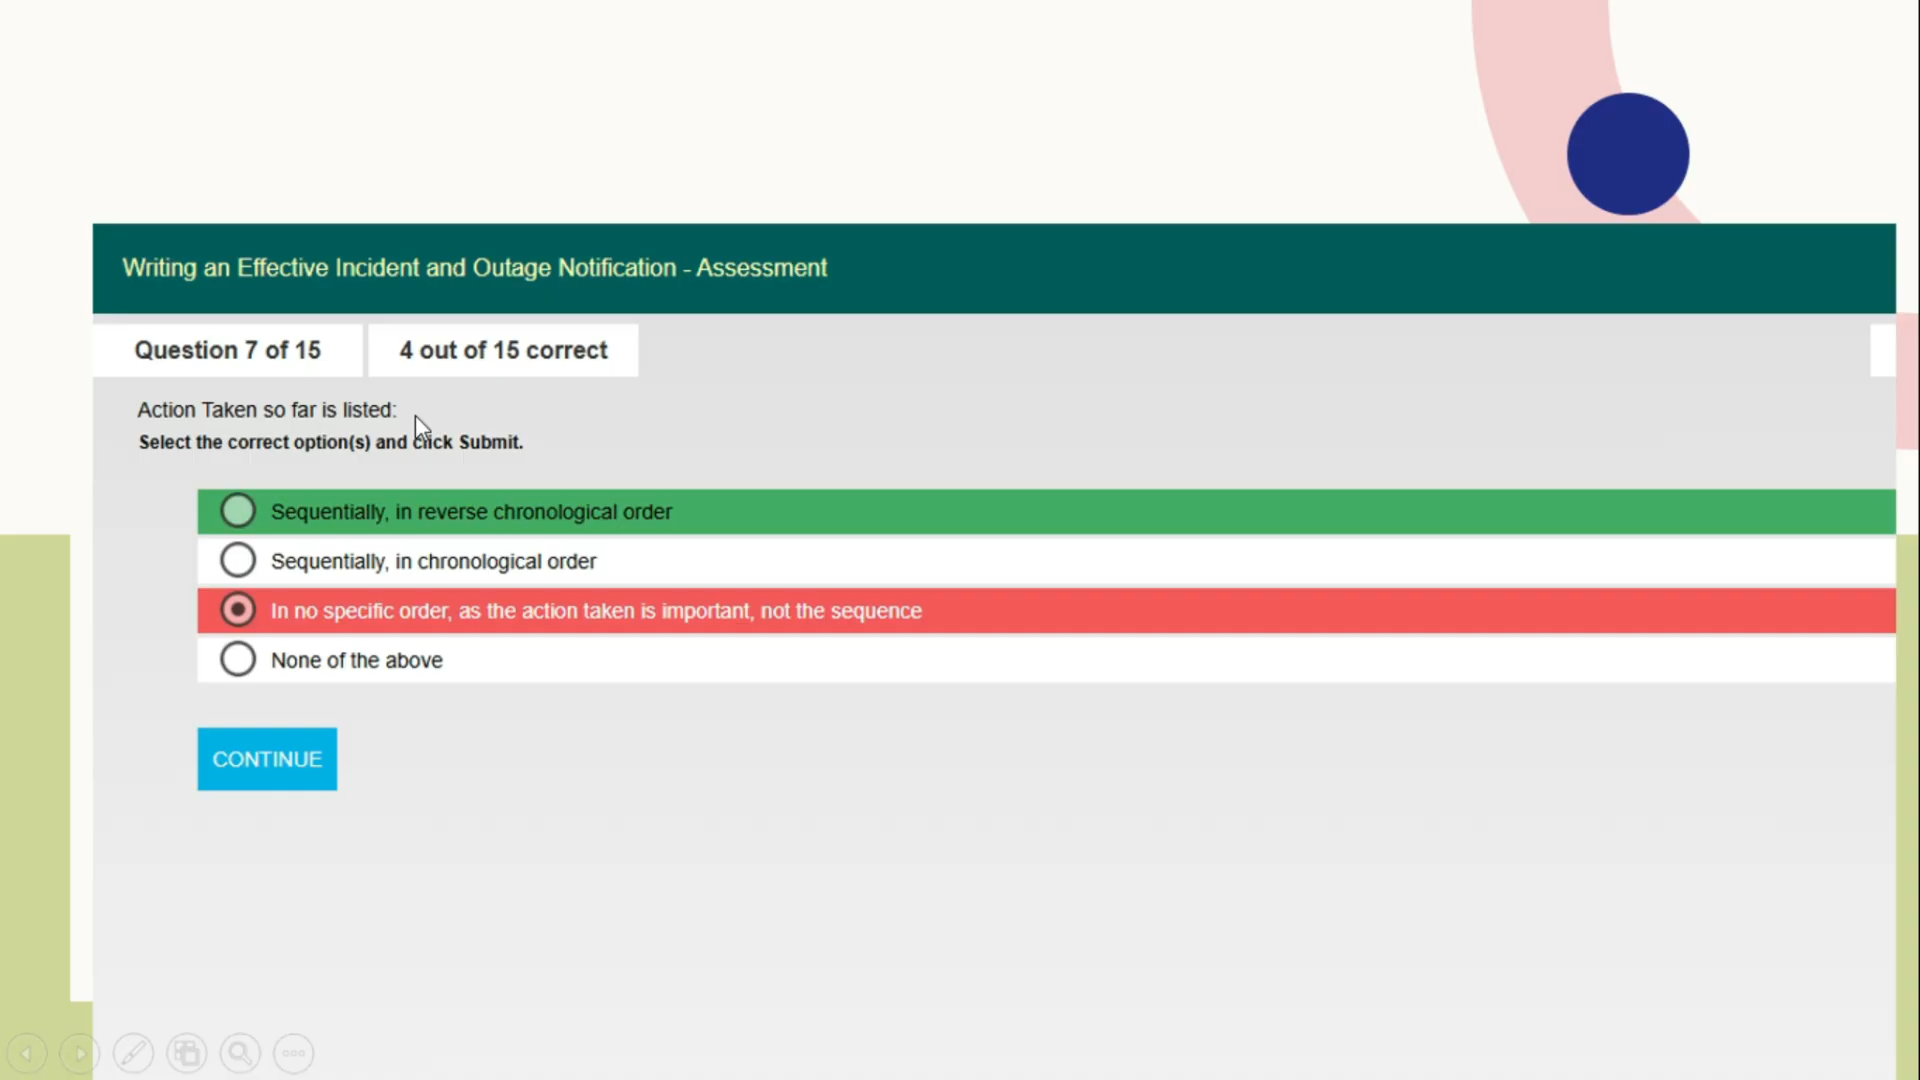 Writing an Effective Incident and Outage Notification - Assessment
Question 7 of 15
4 out of 15 correct
Action Taken so far is listed:
Select the correct option(s) and click Submit.
Sequentially, in reverse chronological order
Sequentially, in chronological order
In no specific order, as the action taken is important, not the sequence
None of the above
CONTINUE